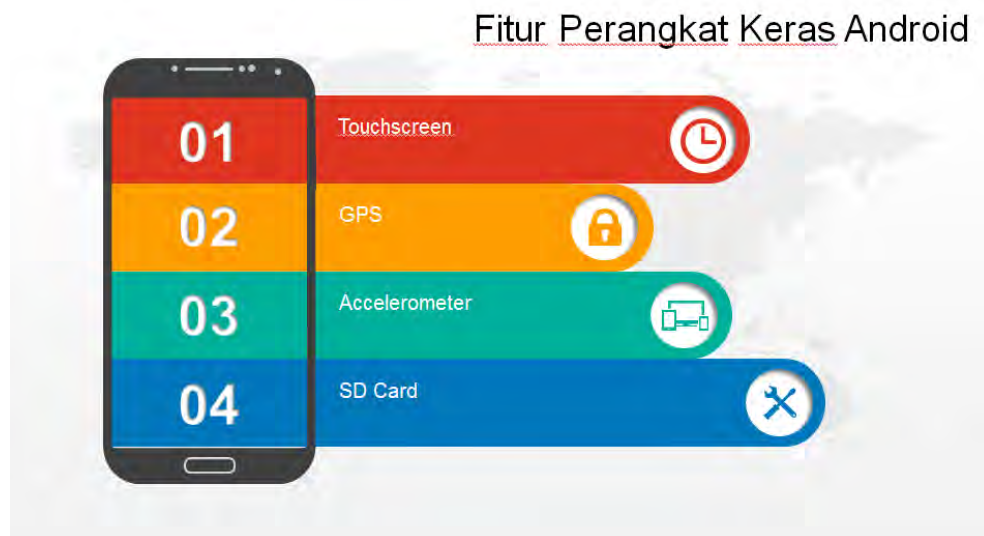 Fitur Perangkat Keras Android
01
Touchscreen
02
GPS
03
Accelerometer
04
SD Card